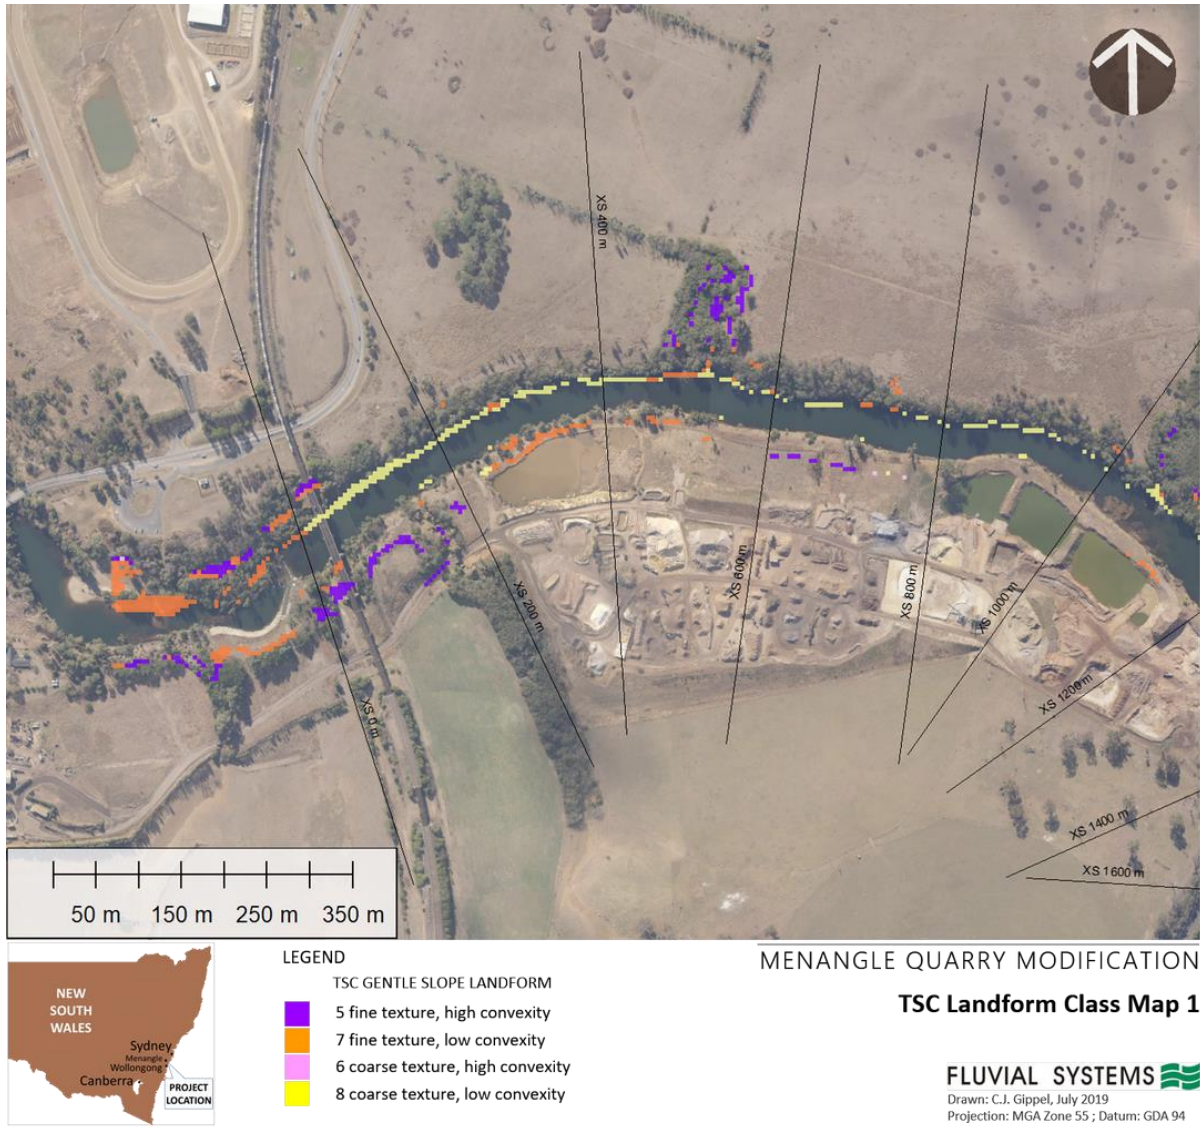 XS 400 m
XS 600 m
XS 800 m
XS 200 m
XS 1000 m
XS 0 m
XS 1200 m
XS 1400 m
XS 1600 m
50 m 150 m 250 m 350 m
NEW
SOUTH
WALES
Sydney
Menangle
Wollongong
Canberra
PROJECT
LOCATION
LEGEND
TSC GENTLE SLOPE LANDFORM
5 fine texture, high convexity
7 fine texture, low convexity
6 coarse texture, high convexity
8 coarse texture, low convexity
MENANGLE QUARRY MODIFICATION
TSC Landform Class Map 1
FLUVIAL SYSTEMS
Drawn: C.J. Gippel, July 2019
Projection: MGA Zone 55 ; Datum: GDA 94